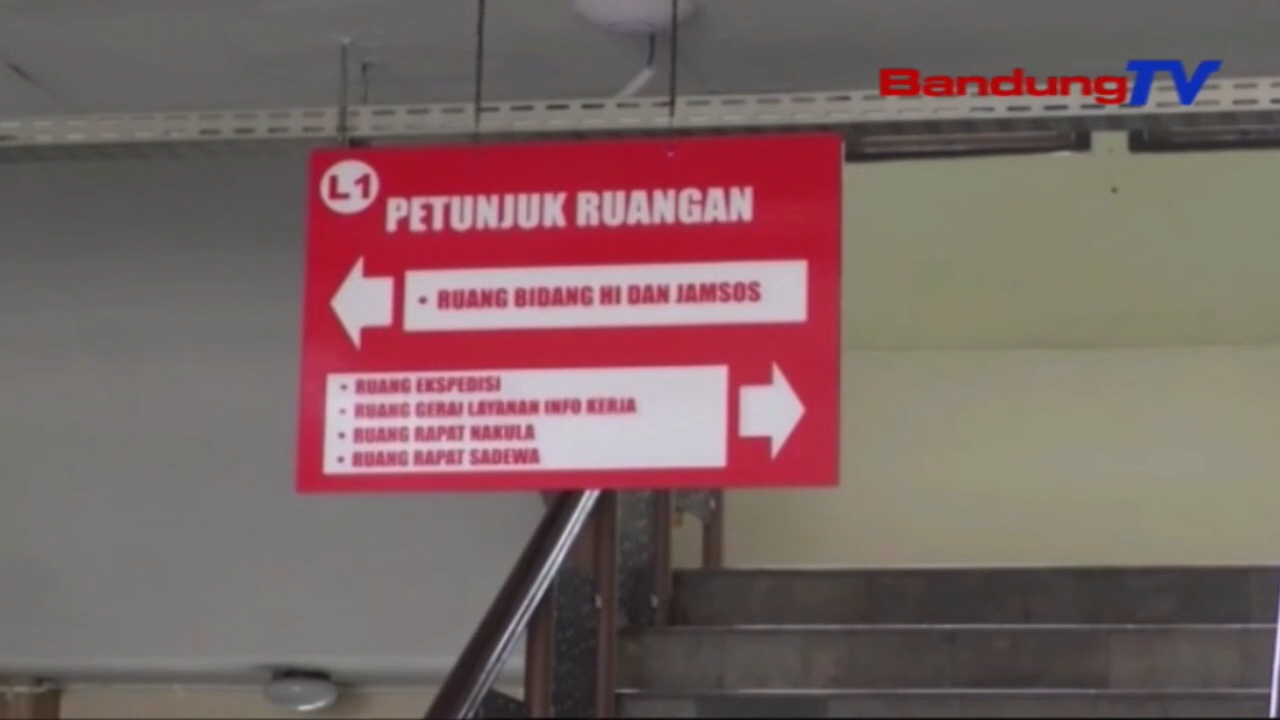 BandungTV
L1
PETUNJUK RUANGAN
• RUANG BIDANG HI DAN JAMSOS
• RUANG EKSPEDISI
• RUANG GERAI LAYANAN INFO KERJA
• RUANG RAPAT NAKULA
• RUANG RAPAT SADEWA